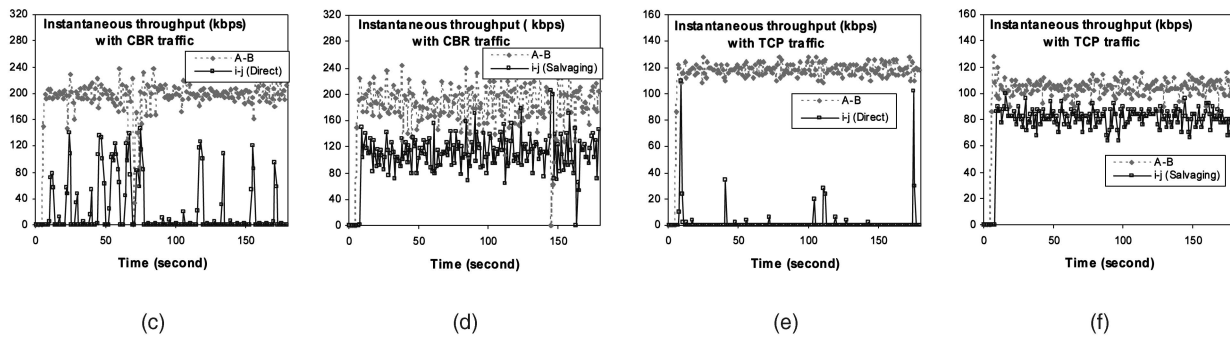 Instantaneous throughput (kbps)
with CBR traffic
A-B
i-j (Direct)
320
280
240
200
160
120
80
40
0
0 50 100 150
Time (second)
(c)
Instantaneous throughput ( kbps)
with CBR traffic
A-B
i-j (Salvaging)
320
280
240
200
160
120
80
40
0
0 50 100 150
Time (second)
(d)
Instantaneous throughput (kbps)
with TCP traffic
A-B
i-j (Direct)
160
140
120
100
80
60
40
20
0
0 50 100 150
Time (second)
(e)
Instantaneous throughput (kbps)
with TCP traffic
A-B
i-j (Salvaging)
160
140
120
100
80
60
40
20
0
0 50 100 150
Time (second)
(f)